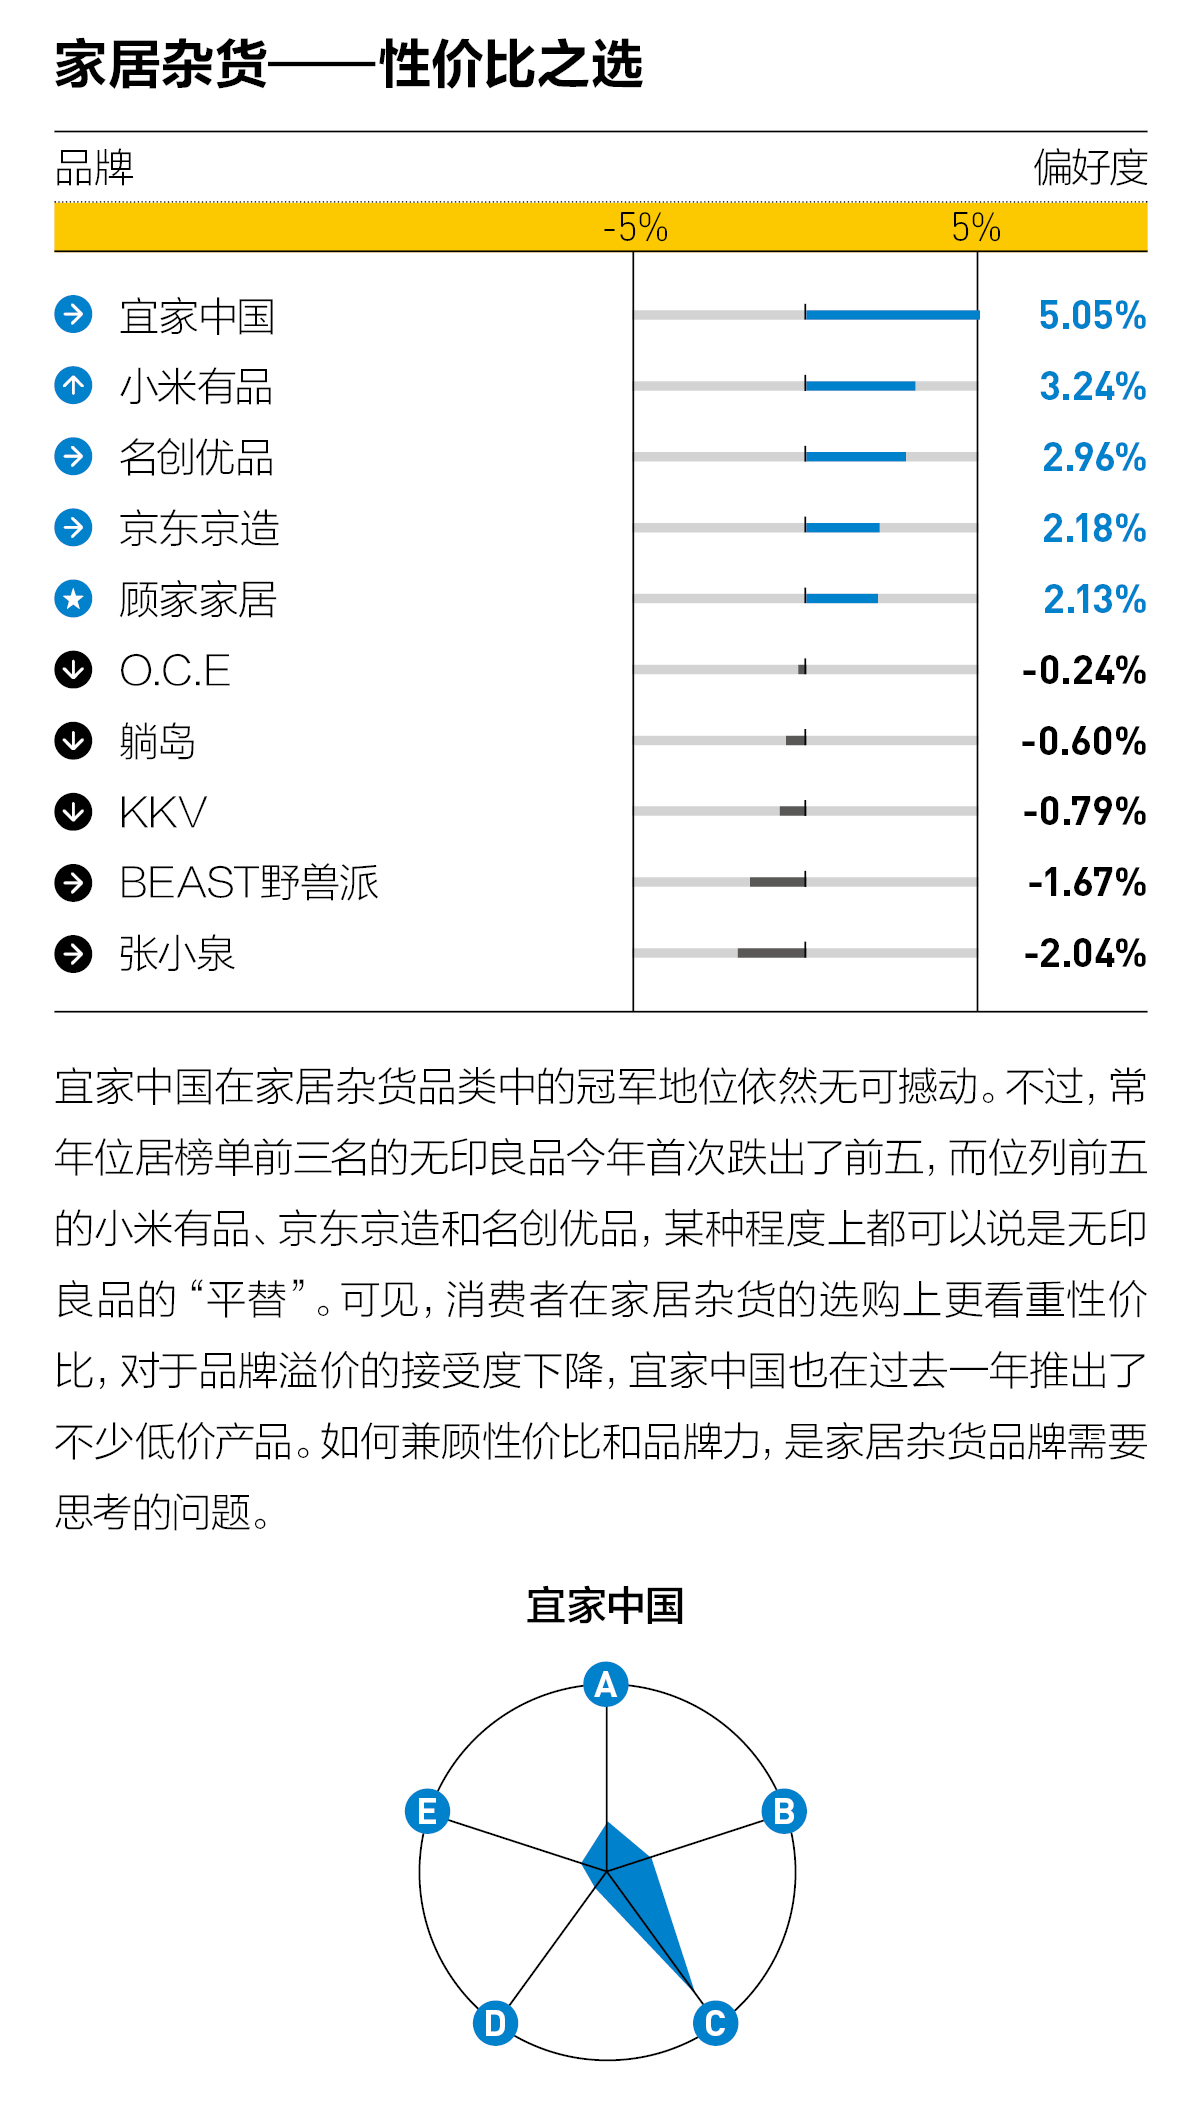 家居杂货——性价比之选
品牌 偏好度
-5% 5%
宜家中国 5.05%
小米有品 3.24%
名创优品 2.96%
京东京造 2.18%
顾家家居 2.13%
O.C.E -0.24%
躺岛 -0.60%
KKV -0.79%
BEAST野兽派 -1.67%
张小泉 -2.04%
宜家中国在家居杂货品类中的冠军地位依然无可撼动。不过，常
年位居榜单前三名的无印良品今年首次跌出了前五，而位列前五
的小米有品、京东京造和名创优品，某种程度上都可以说是无印
良品的“平替”。可见，消费者在家居杂货的选购上更看重性价
比，对于品牌溢价的接受度下降，宜家中国也在过去一年推出了
不少低价产品。如何兼顾性价比和品牌力，是家居杂货品牌需要
思考的问题。
宜家中国
A
E B
D C